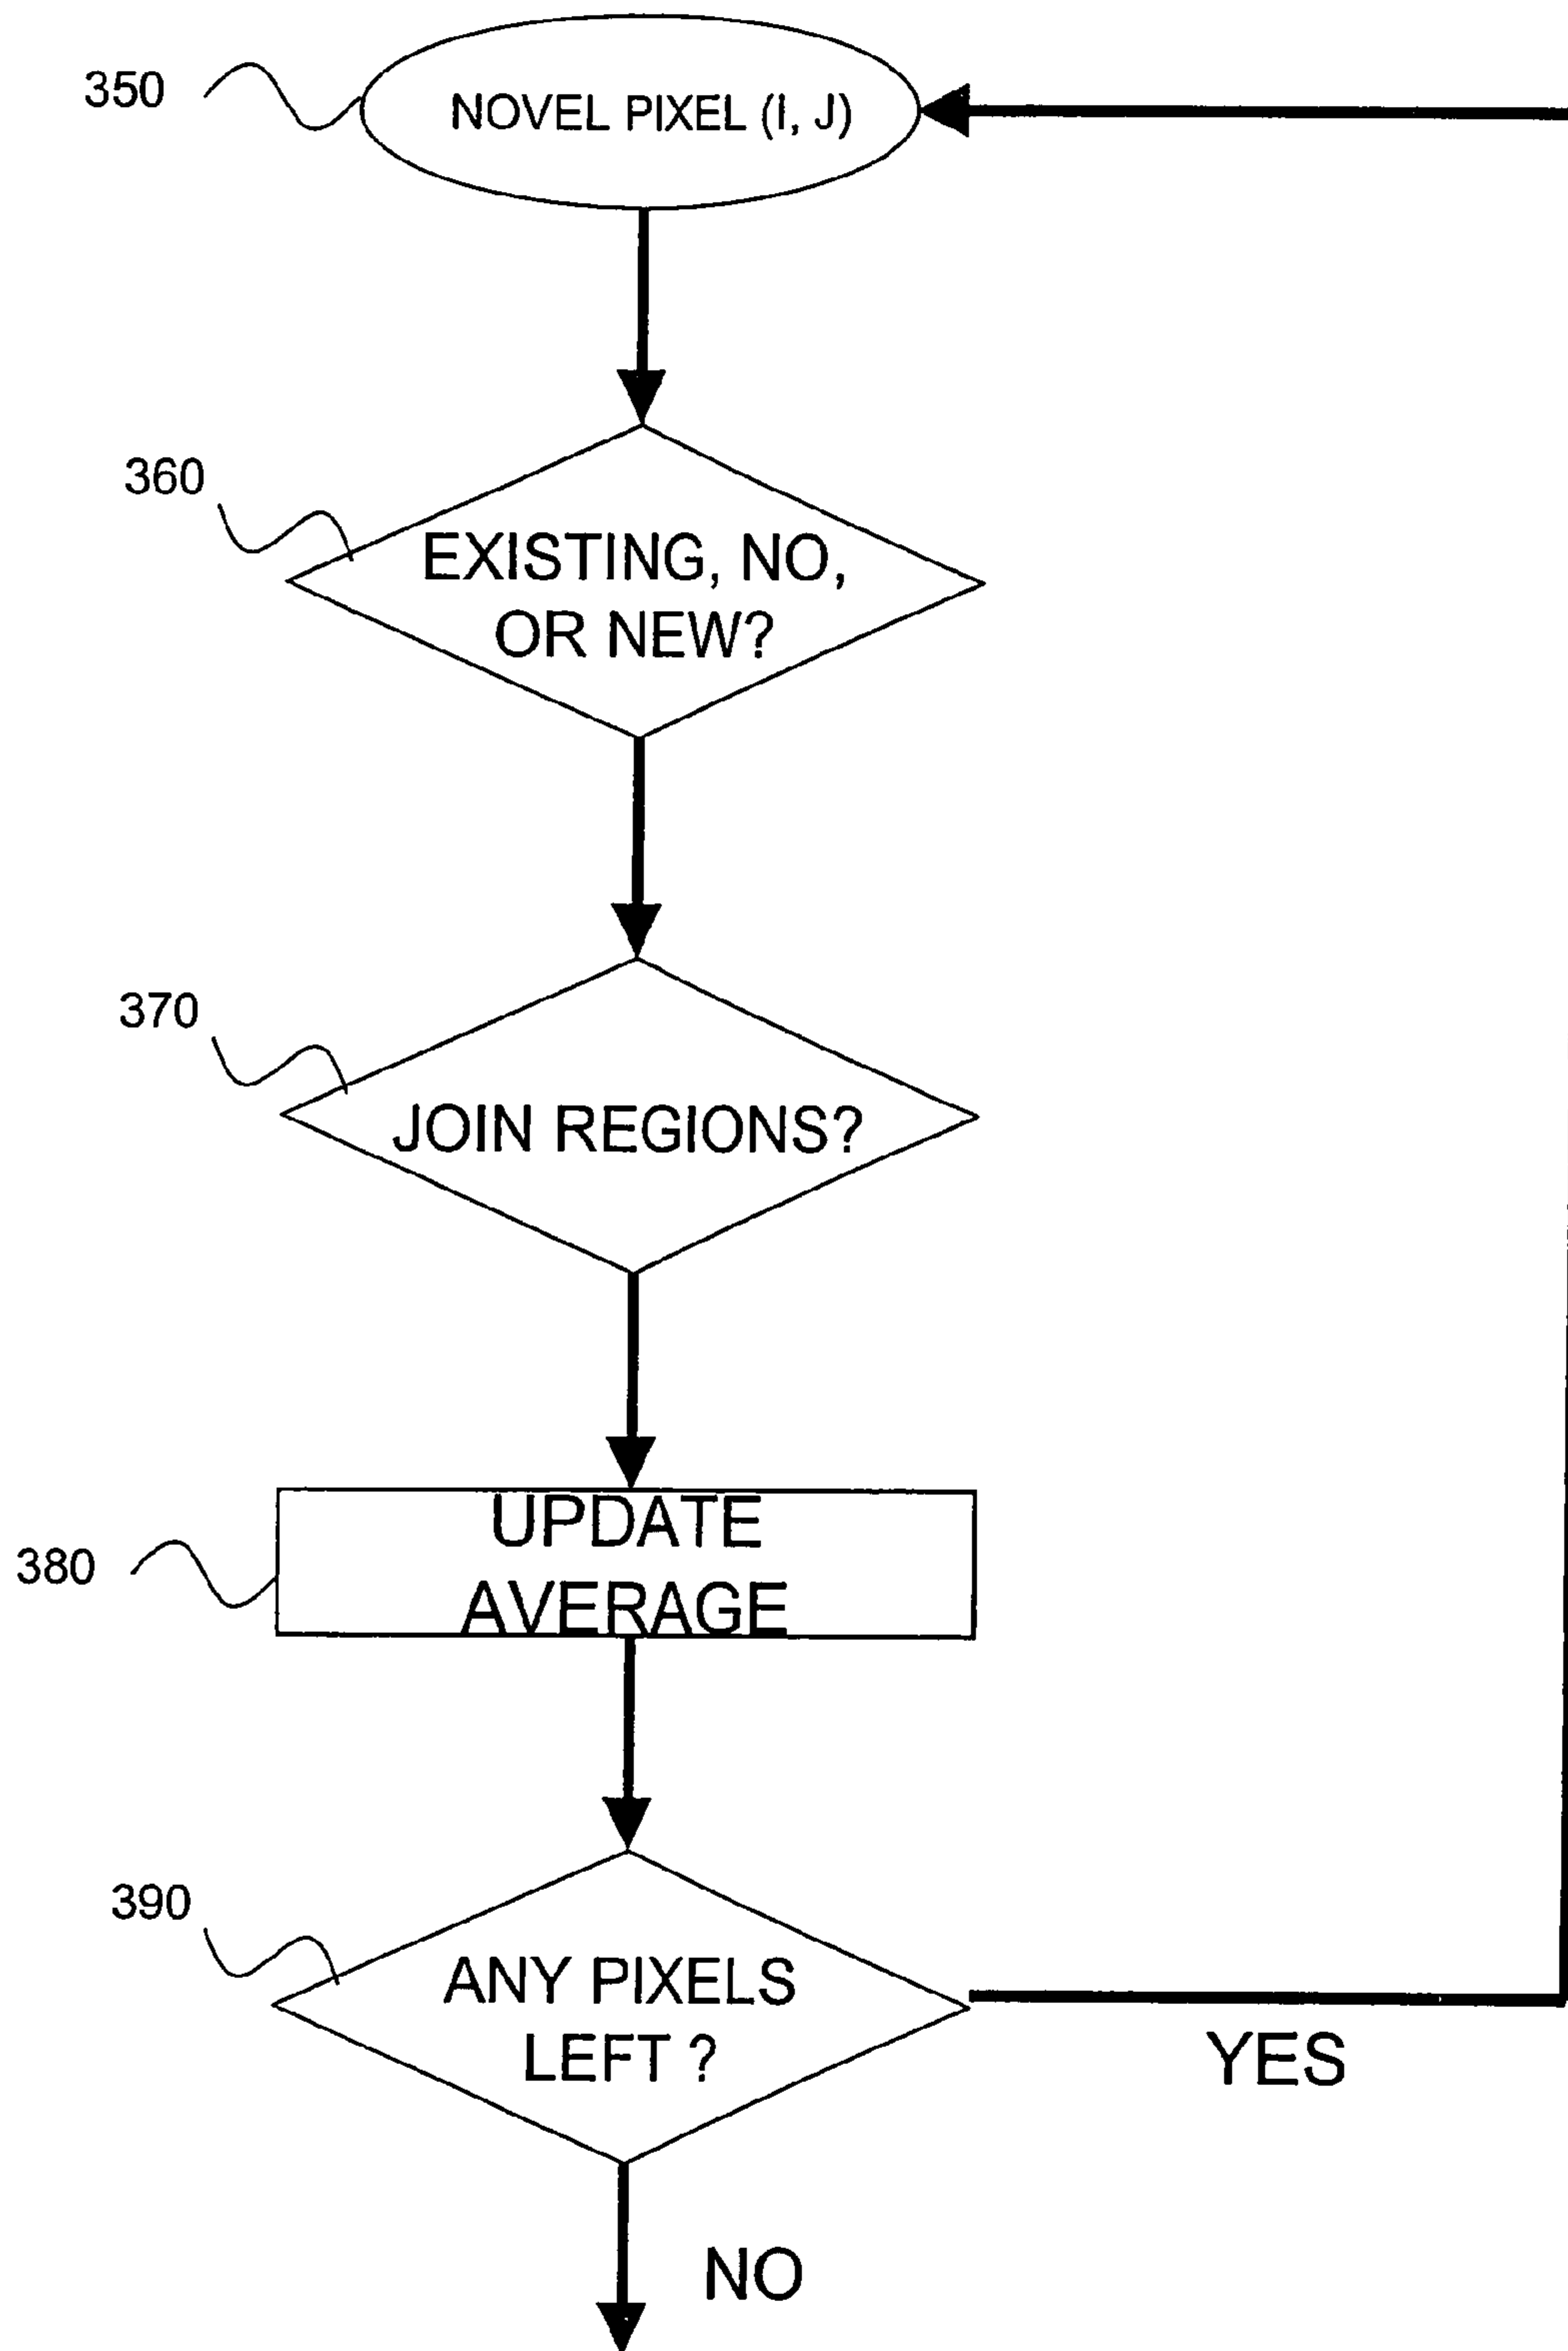 350
NOVEL PIXEL (I, J)
360
EXISTING, NO,
OR NEW?
370
JOIN REGIONS?
380
UPDATE
AVERAGE
390
ANY PIXELS
LEFT ?
YES
NO